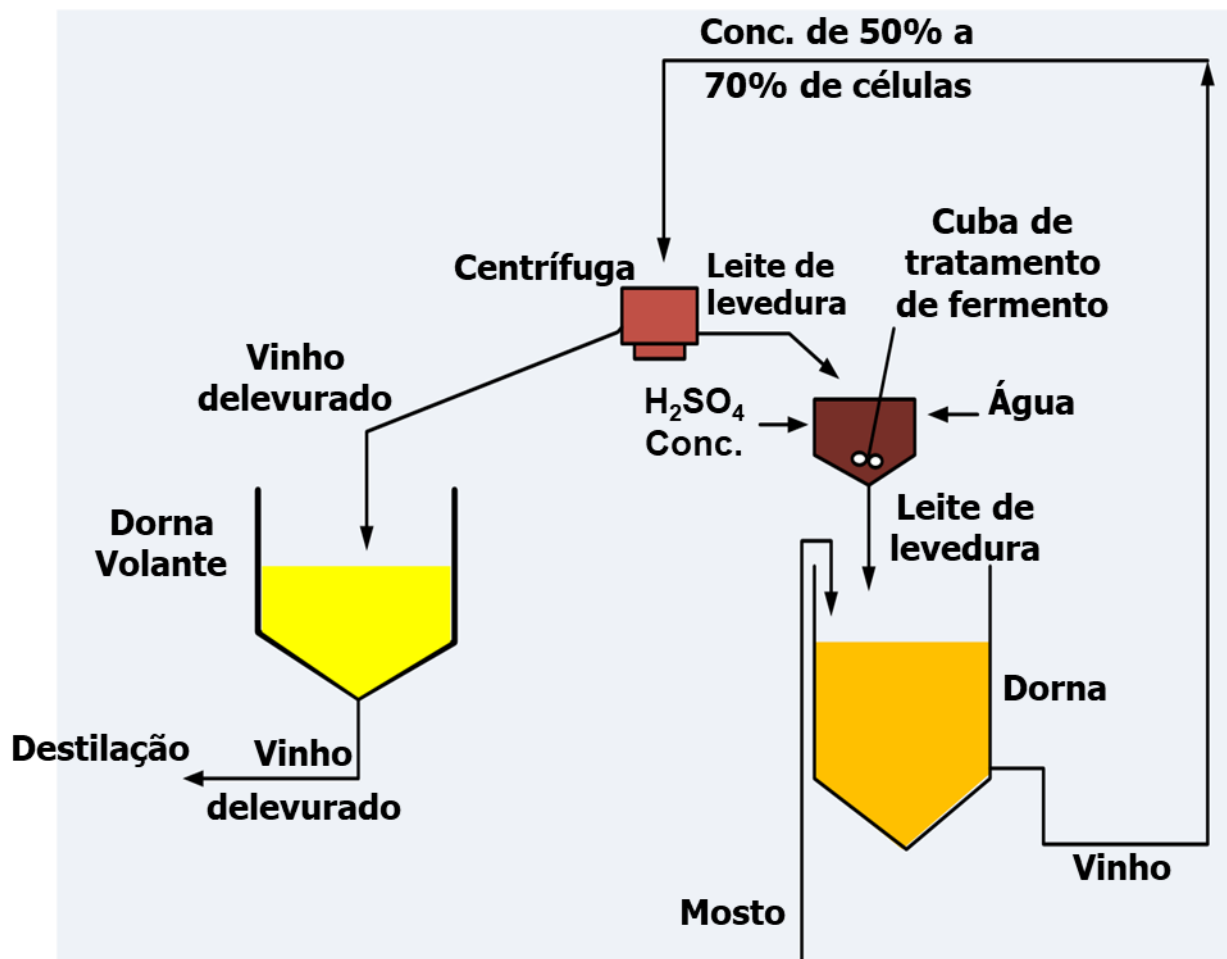 Conc. de 50% a
70% de células
Cuba de
tratamento
de fermento
Centrífuga
Leite de
levedura
Vinho
delevurado
H₂SO₄
Conc.
Água
Dorna
Volante
Leite de
levedura
Dorna
Destilação
Vinho
delevurado
Vinho
Mosto